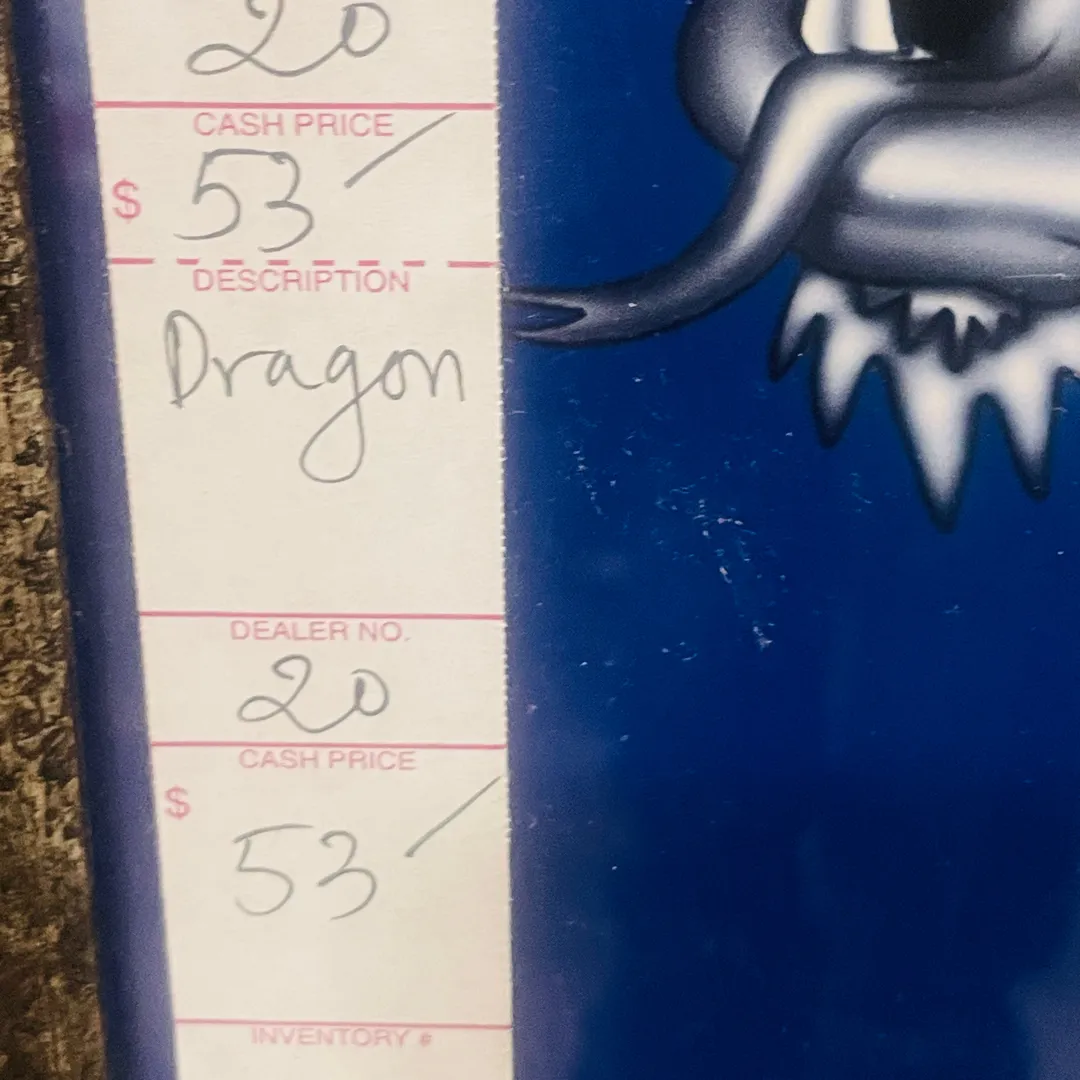 20
CASH PRICE
$ 53 /
DESCRIPTION
Dragon
DEALER NO.
20
CASH PRICE
$ 53 /
INVENTORY #